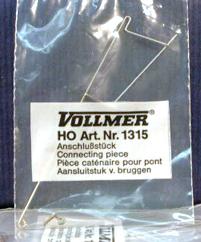 VOLLMER
HO Art. Nr. 1315
Anschlußstück
Connecting piece
Pièce caténaire pour pont
Aansluitstuk v. bruggen